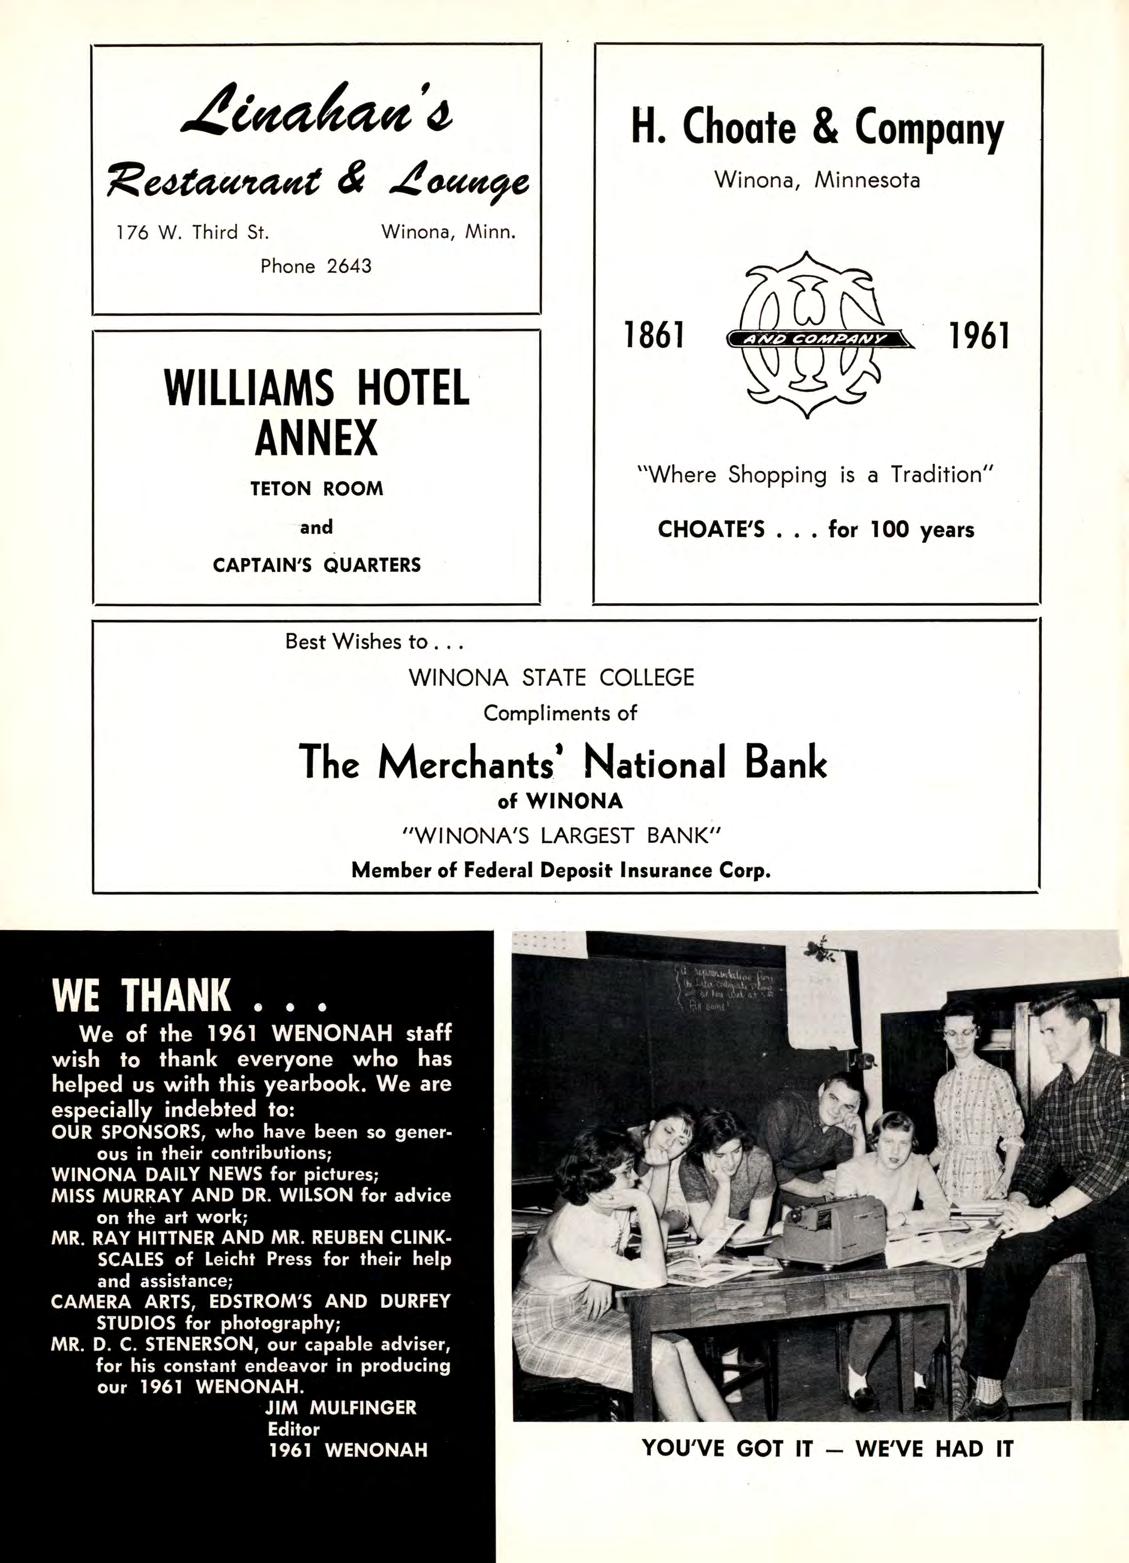 Linahan's
Restaurant & Lounge
176 W. Third St. Winona, Minn.
Phone 2643
WILLIAMS HOTEL
ANNEX
TETON ROOM
and
CAPTAIN'S QUARTERS
H. Choate & Company
Winona, Minnesota
1861 AND COMPANY 1961
"Where Shopping is a Tradition"
CHOATE'S . . . for 100 years
Best Wishes to . . .
WINONA STATE COLLEGE
Compliments of
The Merchants' National Bank
of WINONA
"WINONA'S LARGEST BANK"
Member of Federal Deposit Insurance Corp.
WE THANK . . .
We of the 1961 WENONAH staff
wish to thank everyone who has
helped us with this yearbook. We are
especially indebted to:
OUR SPONSORS, who have been so gener-
ous in their contributions;
WINONA DAILY NEWS for pictures;
MISS MURRAY AND DR. WILSON for advice
on the art work;
MR. RAY HITTNER AND MR. REUBEN CLINK-
SCALES of Leicht Press for their help
and assistance;
CAMERA ARTS, EDSTROM'S AND DURFEY
STUDIOS for photography;
MR. D. C. STENERSON, our capable adviser,
for his constant endeavor in producing
our 1961 WENONAH.
JIM MULFINGER
Editor
1961 WENONAH
YOU'VE GOT IT — WE'VE HAD IT